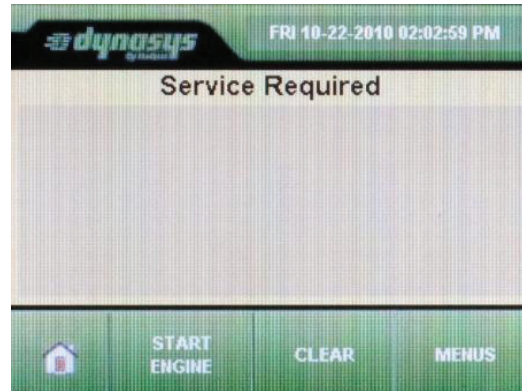 dynasys
FRI 10-22-2010 02:02:59 PM
Service Required
START
ENGINE
CLEAR
MENUS